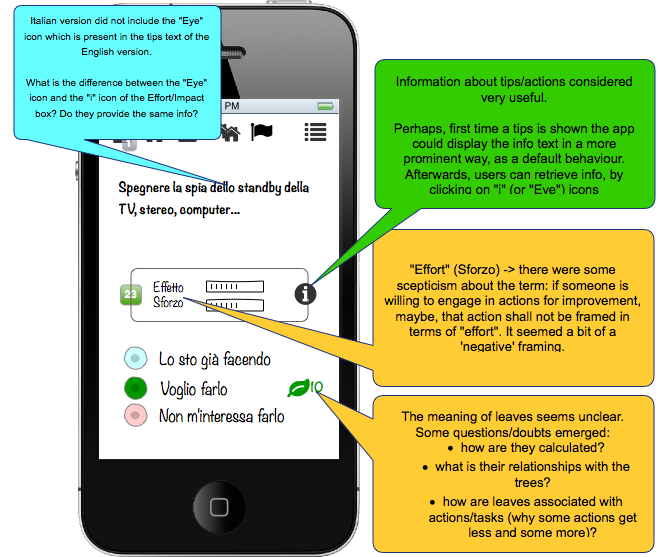 Italian version did not include the "Eye"
icon which is present in the tips text of the
English version.
What is the difference between the "Eye"
icon and the "i" icon of the Effort/Impact
box? Do they provide the same info?
PM
1
Spegnere la spia dello standby della
TV, stereo, computer...
23
Effetto
Sforzo
i
Lo sto già facendo
Voglio farlo
10
Non m'interessa farlo
Information about tips/actions considered
very useful.
Perhaps, first time a tips is shown the app
could display the info text in a more
prominent way, as a default behaviour.
Afterwards, users can retrieve info, by
clicking on "i" (or "Eye") icons
"Effort" (Sforzo) -> there were some
scepticism about the term: if someone is
willing to engage in actions for improvement,
maybe, that action shall not be framed in
terms of "effort". It seemed a bit of a
'negative' framing.
The meaning of leaves seems unclear.
Some questions/doubts emerged:
• how are they calculated?
• what is their relationships with the
trees?
• how are leaves associated with
actions/tasks (why some actions get
less and some more)?